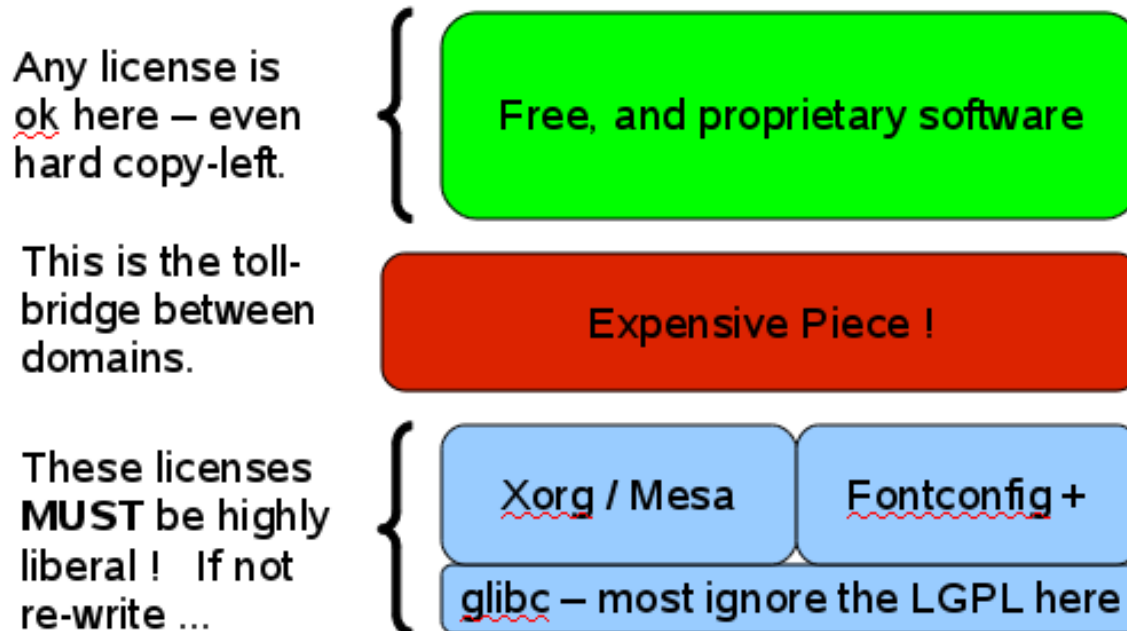 Any license is
ok here – even
hard copy-left.
Free, and proprietary software
This is the toll-
bridge between
domains.
Expensive Piece !
These licenses
MUST be highly
liberal ! If not
re-write ...
Xorg / Mesa
Fontconfig +
glibc – most ignore the LGPL here